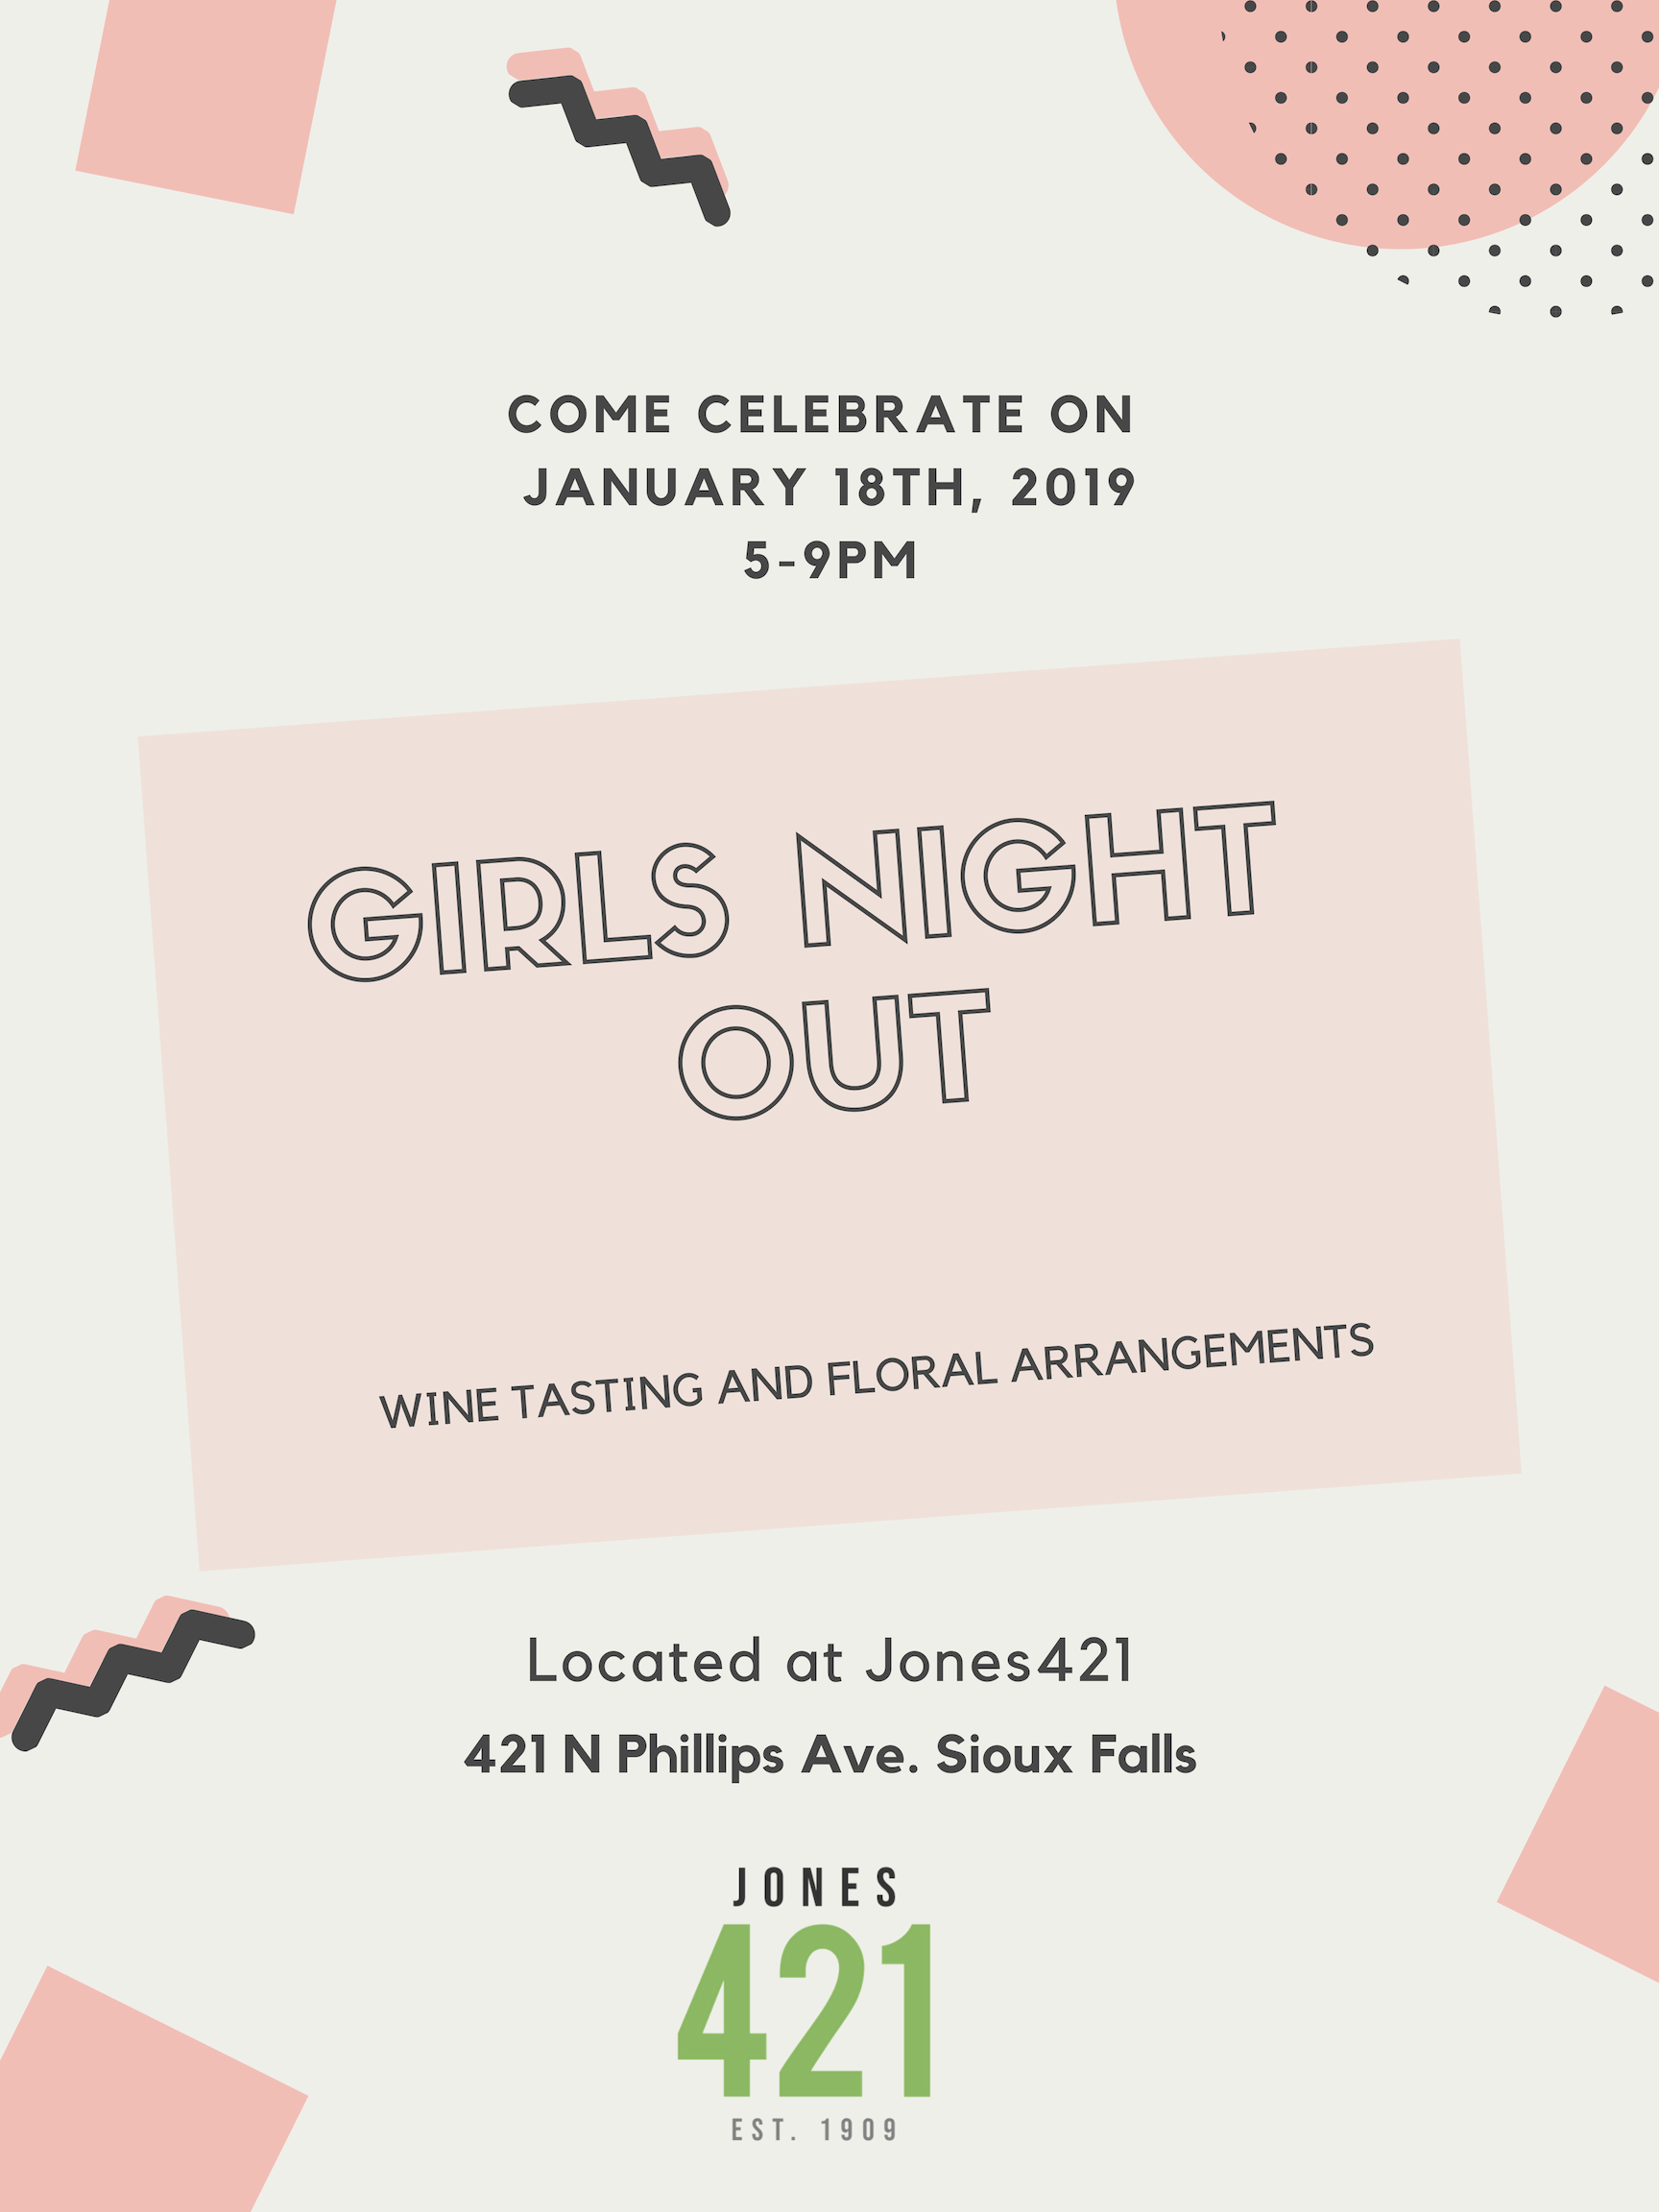 COME CELEBRATE ON
JANUARY 18TH, 2019
5-9PM
GIRLS NIGHT
OUT
WINE TASTING AND FLORAL ARRANGEMENTS
Located at Jones421
421 N Phillips Ave. Sioux Falls
JONES
421
EST. 1909